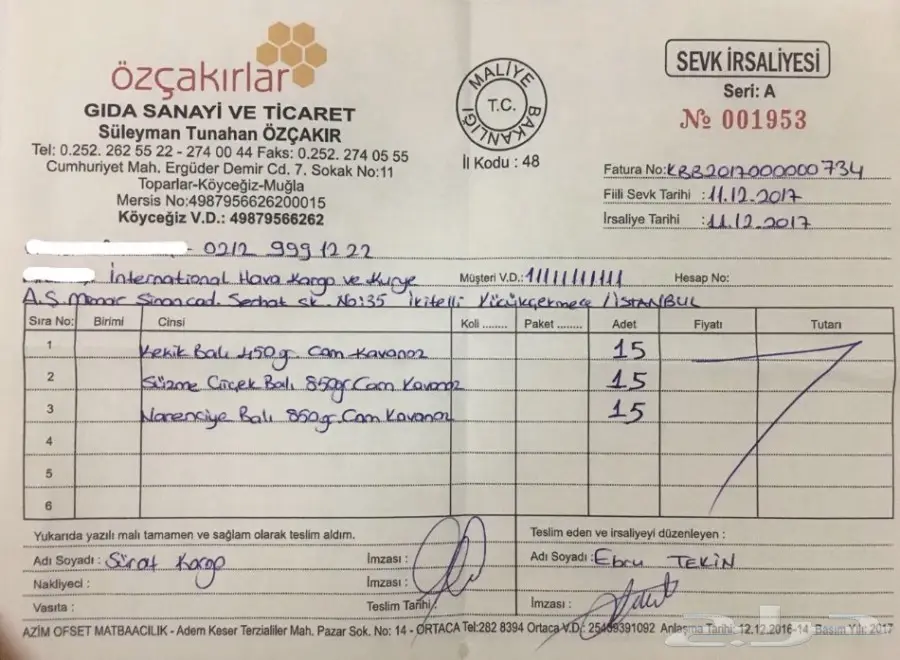 özçakırlar
GIDA SANAYİ VE TİCARET
Süleyman Tunahan ÖZÇAKIR
Tel: 0.252. 262 55 22 - 274 00 44 Faks: 0.252. 274 05 55
Cumhuriyet Mah. Ergüder Demir Cd. 7. Sokak No:11
Toparlar-Köyceğiz-Muğla
Mersis No:4987956626200015
Köyceğiz V.D.: 49879566262
MALİYE BAKANLIĞI
T.C.
İl Kodu : 48
SEVK İRSALİYESİ
Seri: A
№ 001953
Fatura No:KBB2017000000734
Fiili Sevk Tarihi : 11.12.2017
İrsaliye Tarihi : 11.12.2017
- 0212 999 12 22
İnternational Hava Kargo ve Kurye Müşteri V.D.: 11111111111 Hesap No:
A.Ş. Mimar Sinan cad. Serhat sk. No:35 İkitelli Küçükçekmece / İSTANBUL
Sıra No: Birimi Cinsi Koli ........ Paket ........ Adet Fiyatı Tutarı
1 Kekik Balı 450 gr. Cam Kavanoz 15
2 Süzme Çiçek Balı 850gr Cam Kavanoz 15
3 Narenciye Balı 850 gr. Cam Kavanoz 15
4
5
6
Yukarıda yazılı malı tamamen ve sağlam olarak teslim aldım.
Adı Soyadı : Sürat Kargo İmzası :
Nakliyeci : İmzası :
Vasıta : Teslim Tarihi:
Teslim eden ve irsaliyeyi düzenleyen :
Adı Soyadı : Ebru TEKİN
İmzası :
AZİM OFSET MATBAACILIK - Adem Keser Terzialiler Mah. Pazar Sok. No: 14 - ORTACA Tel:282 8394 Ortaca V.D.: 25409391092 Anlaşma Tarihi: 12.12.2016-14 Basım Yılı: 2017
حراج